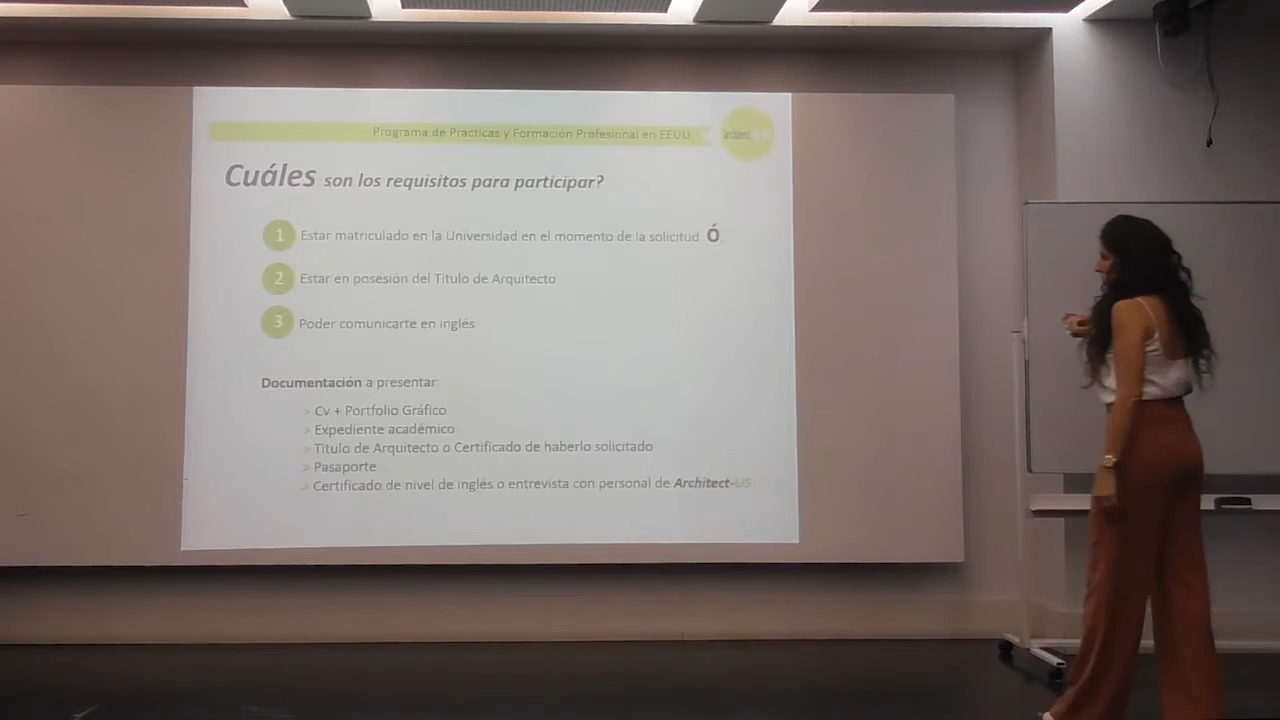 Programa de Practicas y Formación Profesional en EEUU
architect
Cuáles son los requisitos para participar?
1 Estar matriculado en la Universidad en el momento de la solicitud Ó
2 Estar en posesión del Título de Arquitecto
3 Poder comunicarte en inglés
Documentación a presentar:
> Cv + Portfolio Gráfico
> Expediente académico
> Titulo de Arquitecto o Certificado de haberlo solicitado
> Pasaporte
> Certificado de nivel de inglés o entrevista con personal de Architect-US